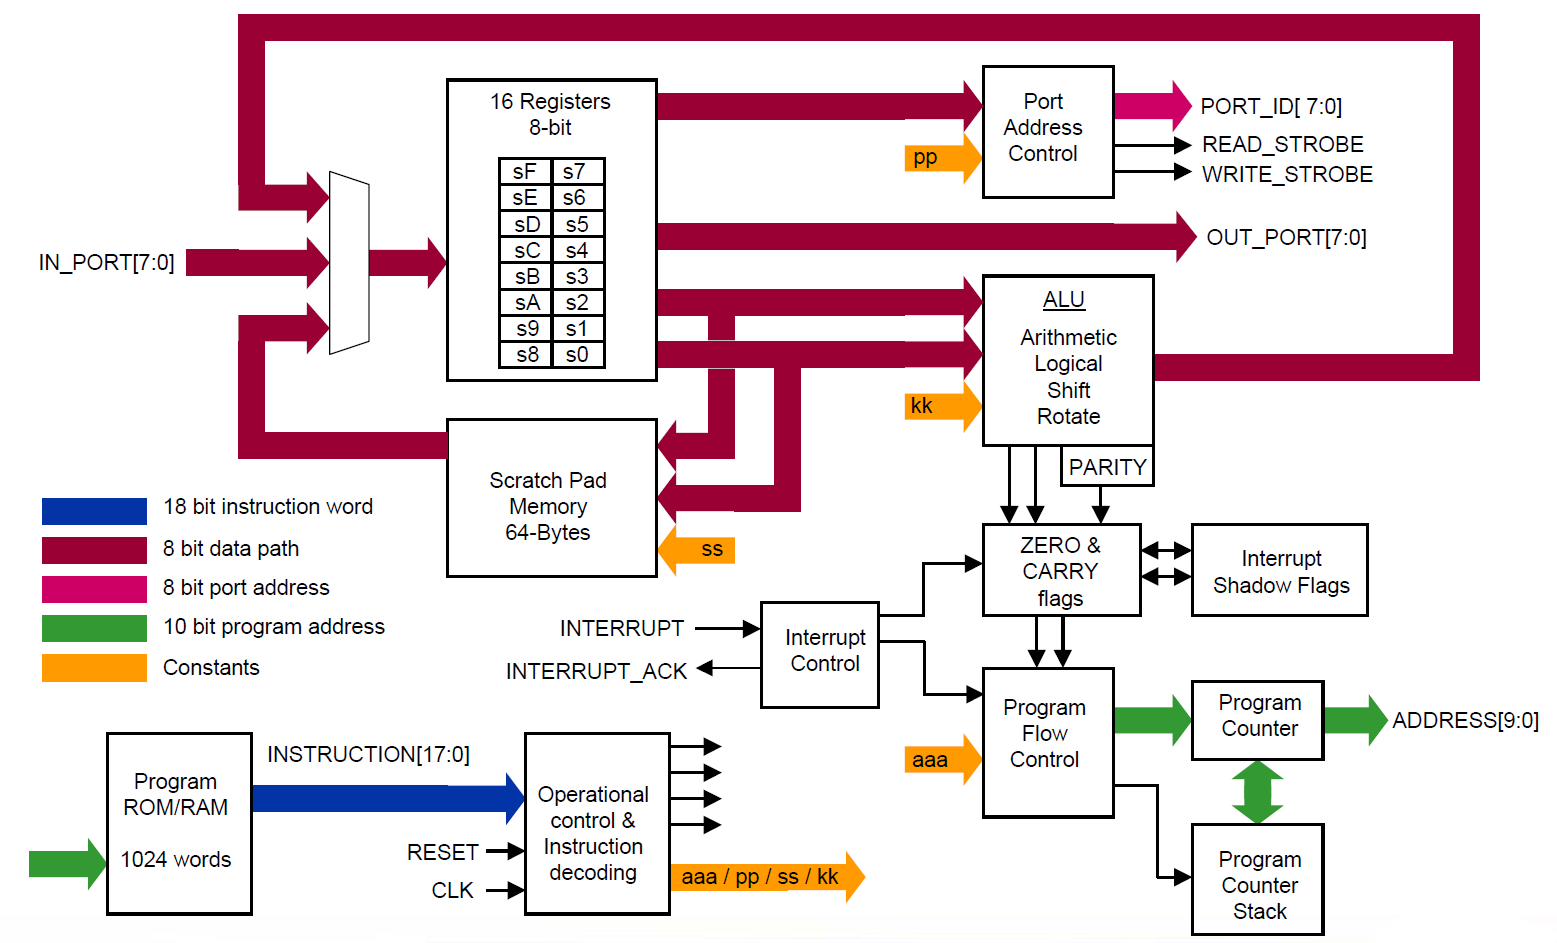 16 Registers
8-bit
sF s7
sE s6
sD s5
sC s4
sB s3
sA s2
s9 s1
s8 s0
Port
Address
Control
pp
PORT_ID[ 7:0]
READ_STROBE
WRITE_STROBE
IN_PORT[7:0]
OUT_PORT[7:0]
ALU
Arithmetic
Logical
Shift
Rotate
kk
PARITY
Scratch Pad
Memory
64-Bytes
ss
18 bit instruction word
8 bit data path
8 bit port address
10 bit program address
Constants
ZERO &
CARRY
flags
Interrupt
Shadow Flags
INTERRUPT
INTERRUPT_ACK
Interrupt
Control
Program
Flow
Control
aaa
Program
Counter
ADDRESS[9:0]
Program
ROM/RAM
1024 words
INSTRUCTION[17:0]
RESET
CLK
Operational
control &
Instruction
decoding
aaa / pp / ss / kk
Program
Counter
Stack